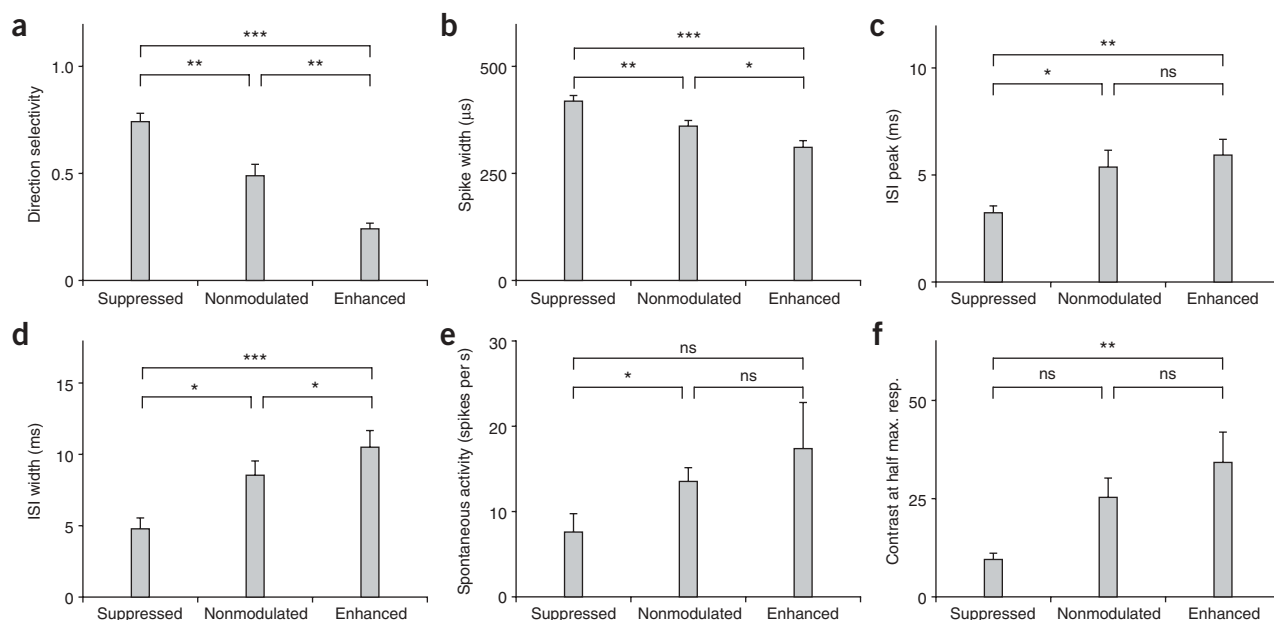 a
***
**
**
1.0
0.5
0
Direction selectivity
Suppressed Nonmodulated Enhanced
b
***
**
*
500
250
0
Spike width (μs)
Suppressed Nonmodulated Enhanced
c
**
*
ns
10
5
0
ISI peak (ms)
Suppressed Nonmodulated Enhanced
d
***
*
*
15
10
5
0
ISI width (ms)
Suppressed Nonmodulated Enhanced
e
ns
*
ns
30
20
10
0
Spontaneous activity (spikes per s)
Suppressed Nonmodulated Enhanced
f
**
ns
ns
50
25
0
Contrast at half max. resp.
Suppressed Nonmodulated Enhanced